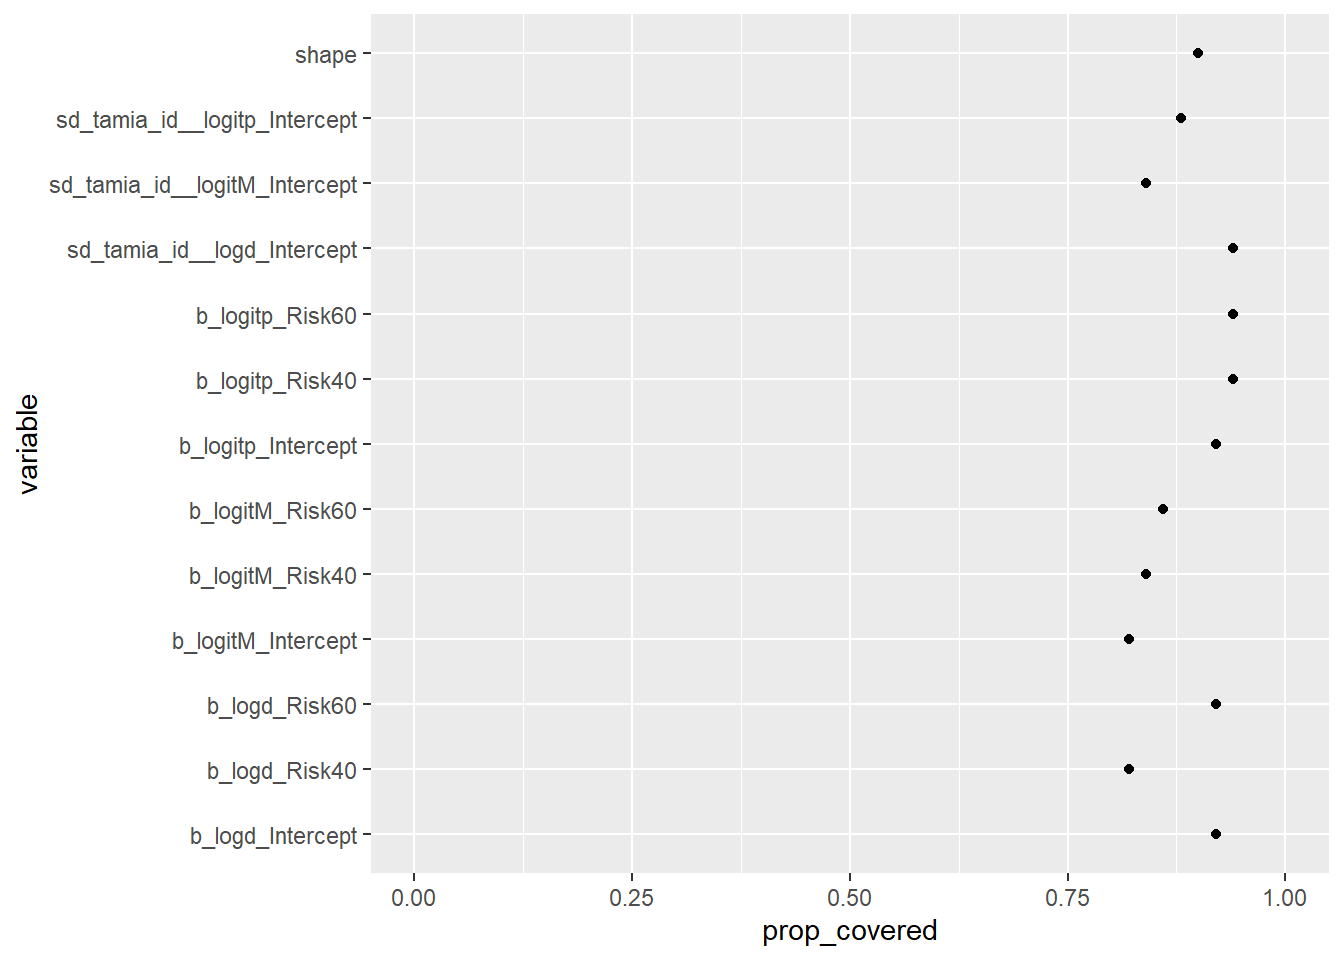 shape
sd_tamia_id__logitp_Intercept
sd_tamia_id__logitM_Intercept
sd_tamia_id__logd_Intercept
b_logitp_Risk60
b_logitp_Risk40
b_logitp_Intercept
b_logitM_Risk60
b_logitM_Risk40
b_logitM_Intercept
b_logd_Risk60
b_logd_Risk40
b_logd_Intercept
variable
0.00 0.25 0.50 0.75 1.00
prop_covered